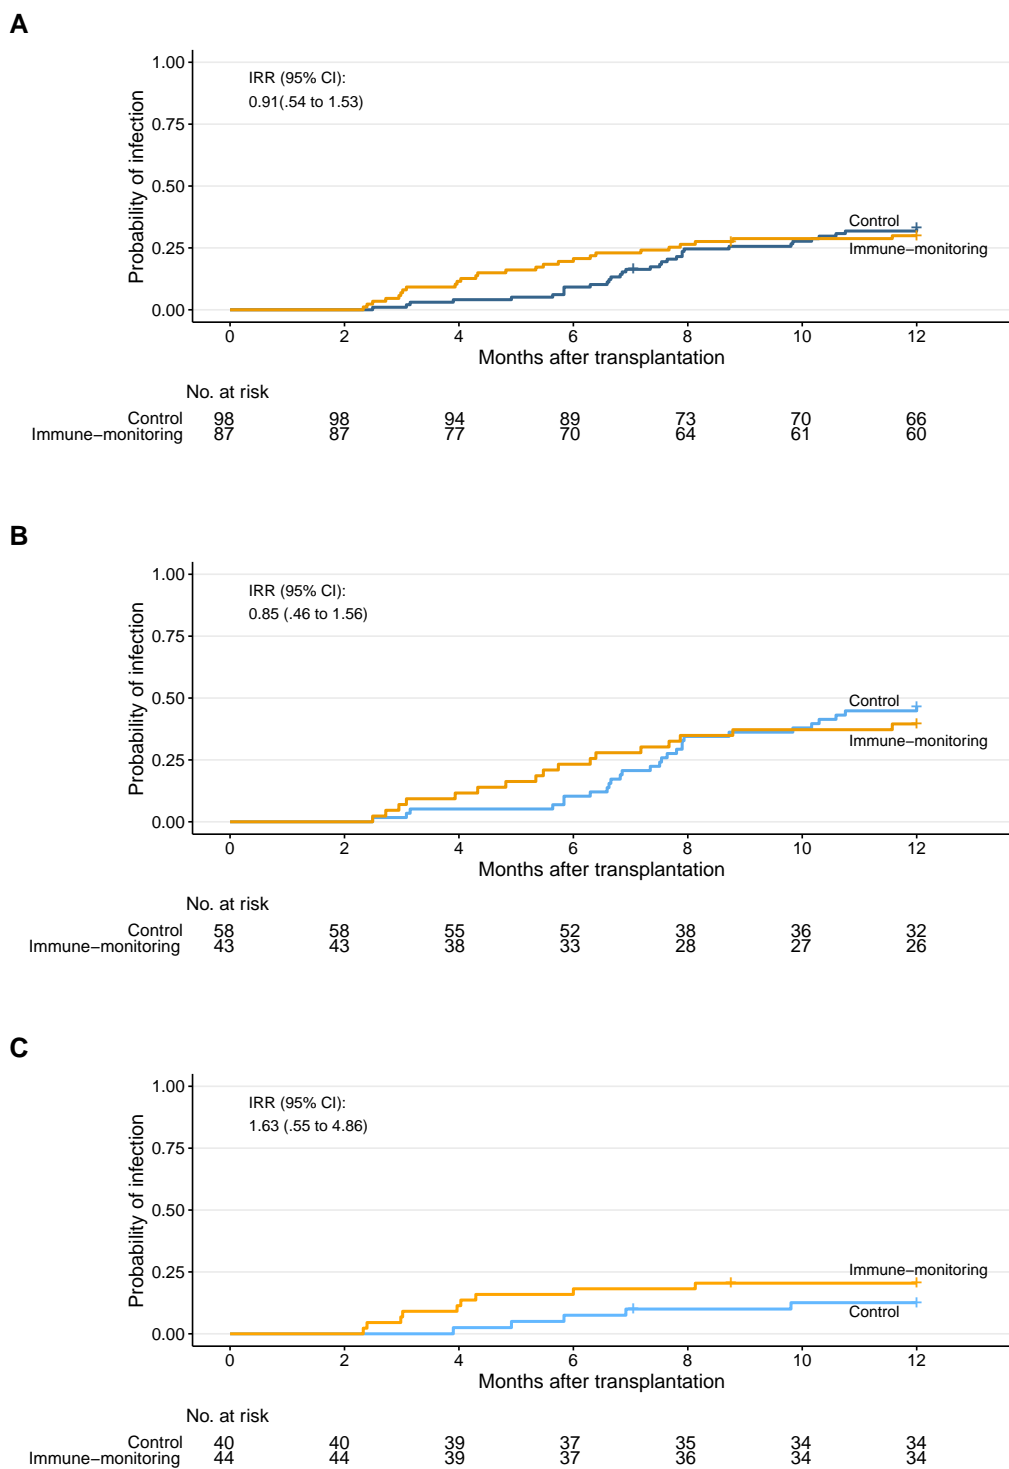 A
1.00
0.75
0.50
0.25
0.00
Probability of infection
IRR (95% CI):
0.91(.54 to 1.53)
Control
Immune−monitoring
0 2 4 6 8 10 12
Months after transplantation
No. at risk
Control 98 98 94 89 73 70 66
Immune−monitoring 87 87 77 70 64 61 60
B
1.00
0.75
0.50
0.25
0.00
Probability of infection
IRR (95% CI):
0.85 (.46 to 1.56)
Control
Immune−monitoring
0 2 4 6 8 10 12
Months after transplantation
No. at risk
Control 58 58 55 52 38 36 32
Immune−monitoring 43 43 38 33 28 27 26
C
1.00
0.75
0.50
0.25
0.00
Probability of infection
IRR (95% CI):
1.63 (.55 to 4.86)
Immune−monitoring
Control
0 2 4 6 8 10 12
Months after transplantation
No. at risk
Control 40 40 39 37 35 34 34
Immune−monitoring 44 44 39 37 36 34 34